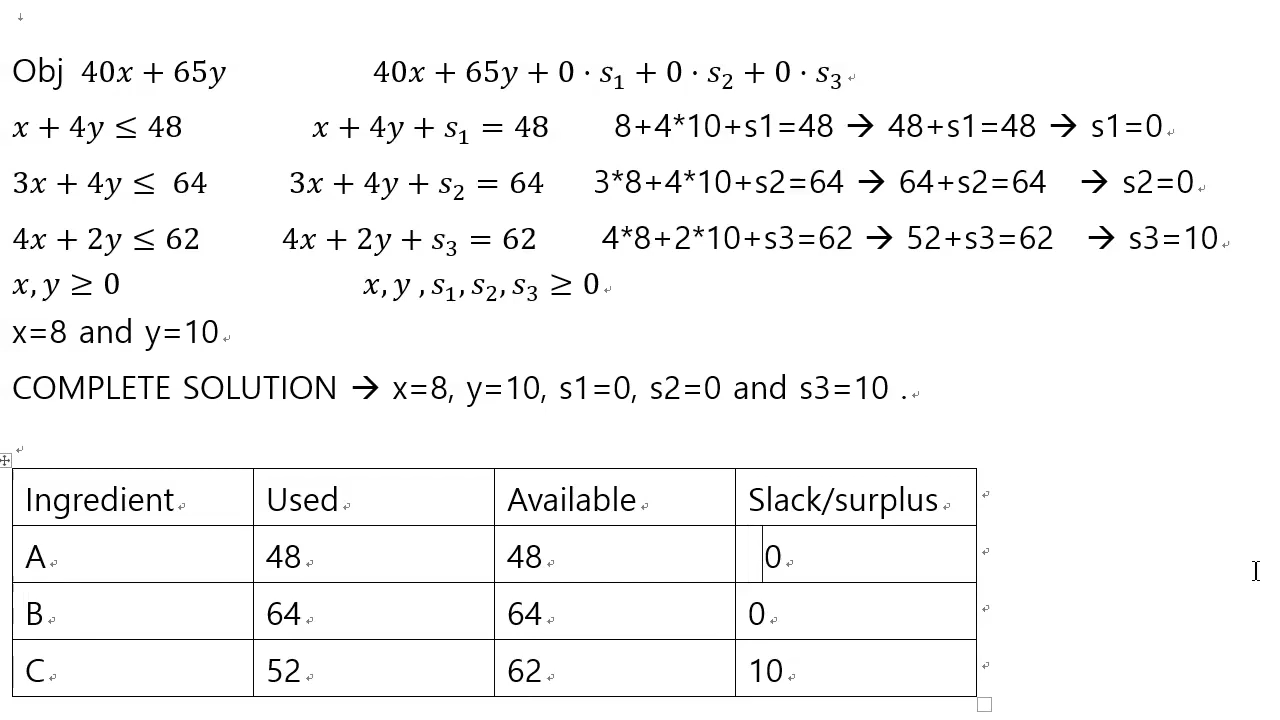 Obj 40x + 65y 40x + 65y + 0 · s₁ + 0 · s₂ + 0 · s₃
x + 4y ≤ 48 x + 4y + s₁ = 48 8+4*10+s1=48 → 48+s1=48 → s1=0
3x + 4y ≤ 64 3x + 4y + s₂ = 64 3*8+4*10+s2=64 → 64+s2=64 → s2=0
4x + 2y ≤ 62 4x + 2y + s₃ = 62 4*8+2*10+s3=62 → 52+s3=62 → s3=10
x, y ≥ 0 x, y , s₁, s₂, s₃ ≥ 0
x=8 and y=10
COMPLETE SOLUTION → x=8, y=10, s1=0, s2=0 and s3=10 .
Ingredient Used Available Slack/surplus
A 48 48 0
B 64 64 0
C 52 62 10